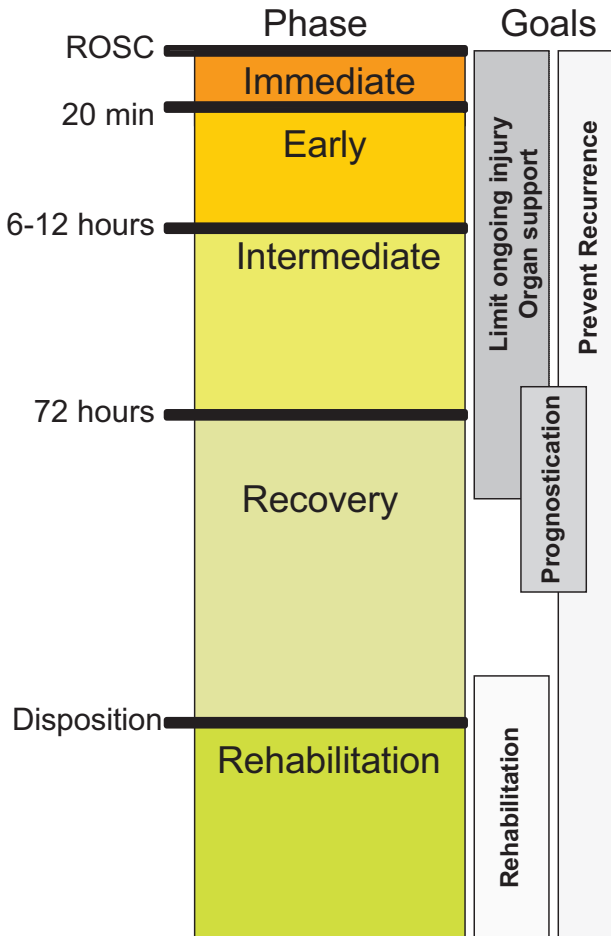 Phase
Goals
ROSC
Immediate
20 min
Early
6-12 hours
Intermediate
72 hours
Recovery
Disposition
Rehabilitation
Limit ongoing injury
Organ support
Prevent Recurrence
Prognostication
Rehabilitation